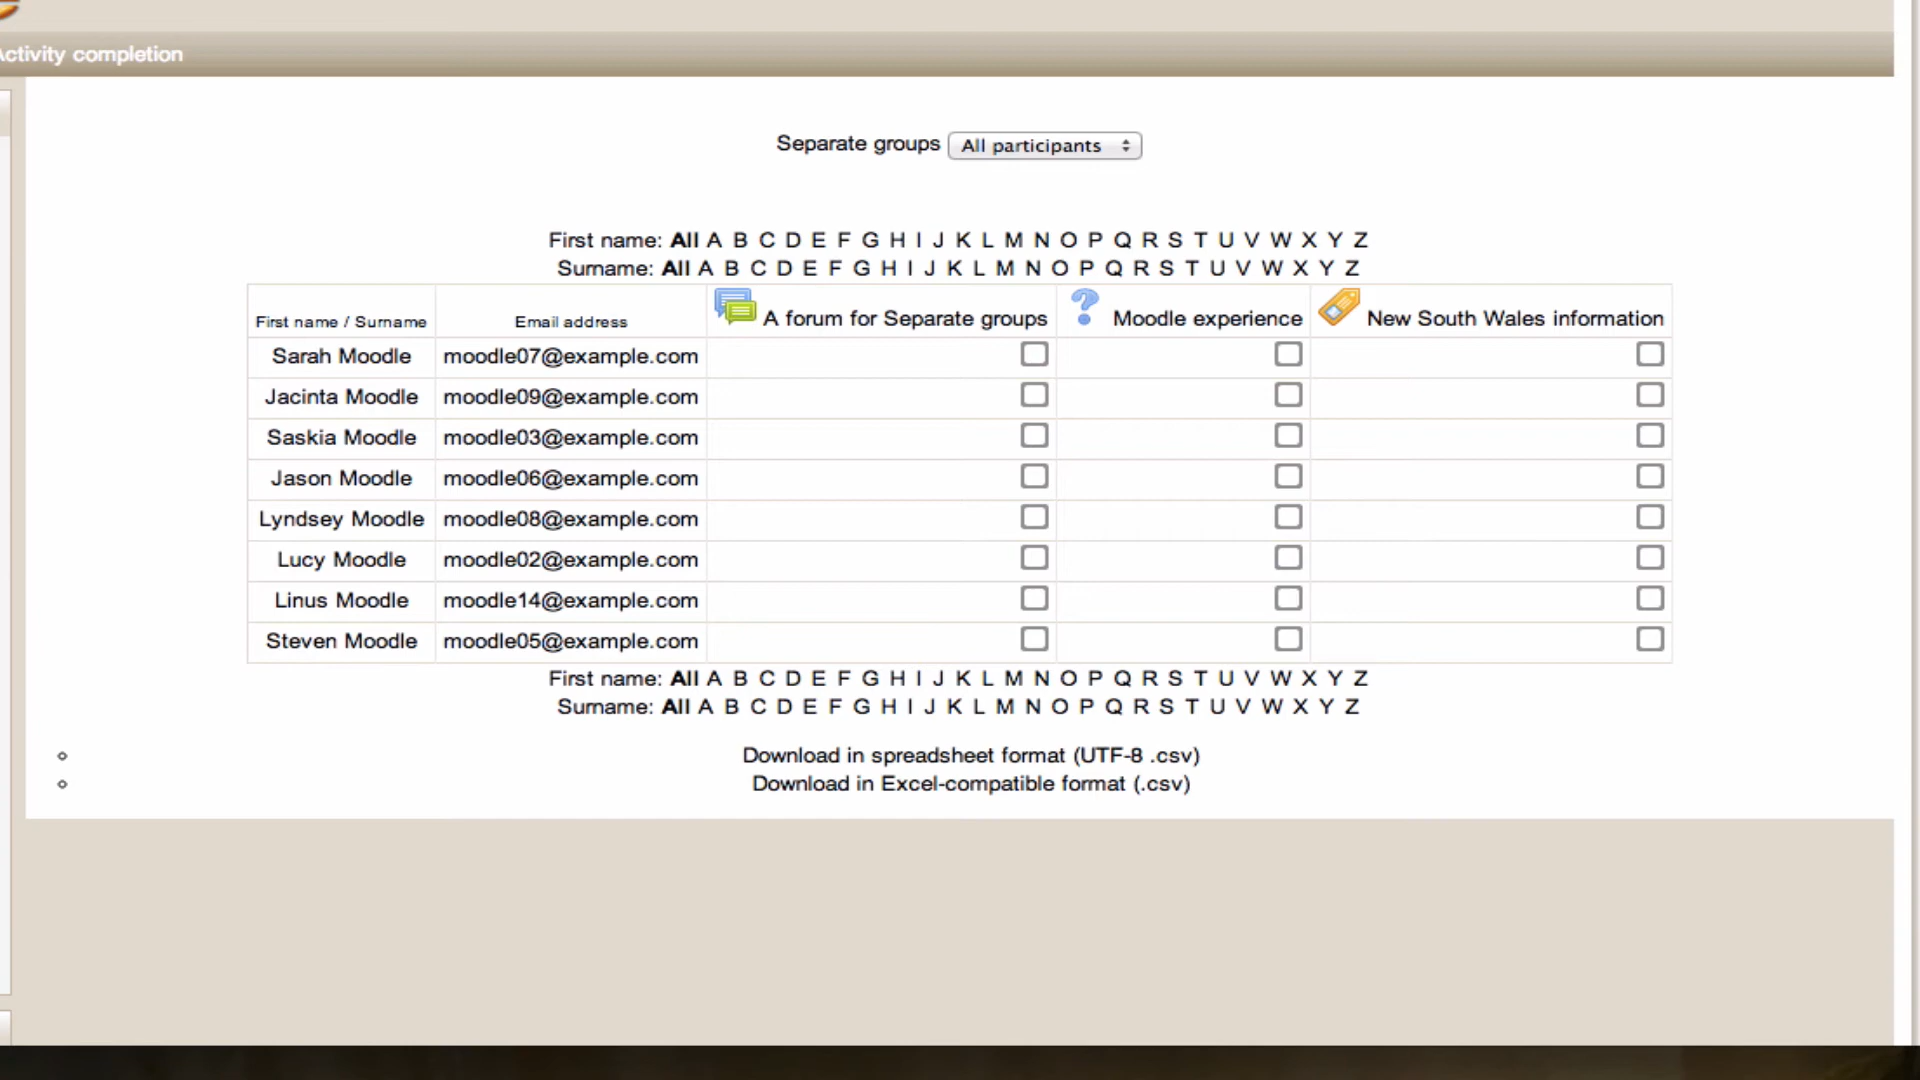 Activity completion
Separate groups All participants
First name: All A B C D E F G H I J K L M N O P Q R S T U V W X Y Z
Surname: All A B C D E F G H I J K L M N O P Q R S T U V W X Y Z
First name / Surname Email address A forum for Separate groups Moodle experience New South Wales information
Sarah Moodle moodle07@example.com
Jacinta Moodle moodle09@example.com
Saskia Moodle moodle03@example.com
Jason Moodle moodle06@example.com
Lyndsey Moodle moodle08@example.com
Lucy Moodle moodle02@example.com
Linus Moodle moodle14@example.com
Steven Moodle moodle05@example.com
First name: All A B C D E F G H I J K L M N O P Q R S T U V W X Y Z
Surname: All A B C D E F G H I J K L M N O P Q R S T U V W X Y Z
Download in spreadsheet format (UTF-8 .csv)
Download in Excel-compatible format (.csv)